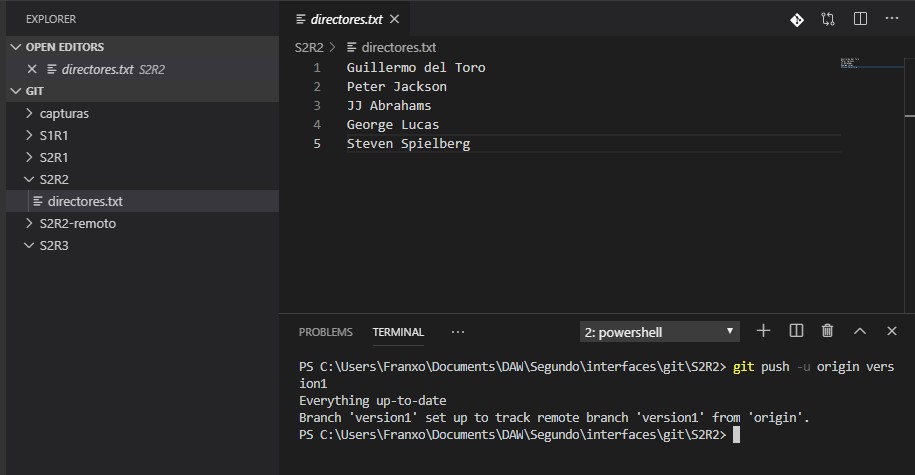 EXPLORER
OPEN EDITORS
directores.txt S2R2
GIT
capturas
S1R1
S2R1
S2R2
directores.txt
S2R2-remoto
S2R3
directores.txt
S2R2 > directores.txt
1 Guillermo del Toro
2 Peter Jackson
3 JJ Abrahams
4 George Lucas
5 Steven Spielberg
PROBLEMS TERMINAL ··· 2: powershell
PS C:\Users\Franxo\Documents\DAW\Segundo\interfaces\git\S2R2> git push -u origin vers
ion1
Everything up-to-date
Branch 'version1' set up to track remote branch 'version1' from 'origin'.
PS C:\Users\Franxo\Documents\DAW\Segundo\interfaces\git\S2R2>